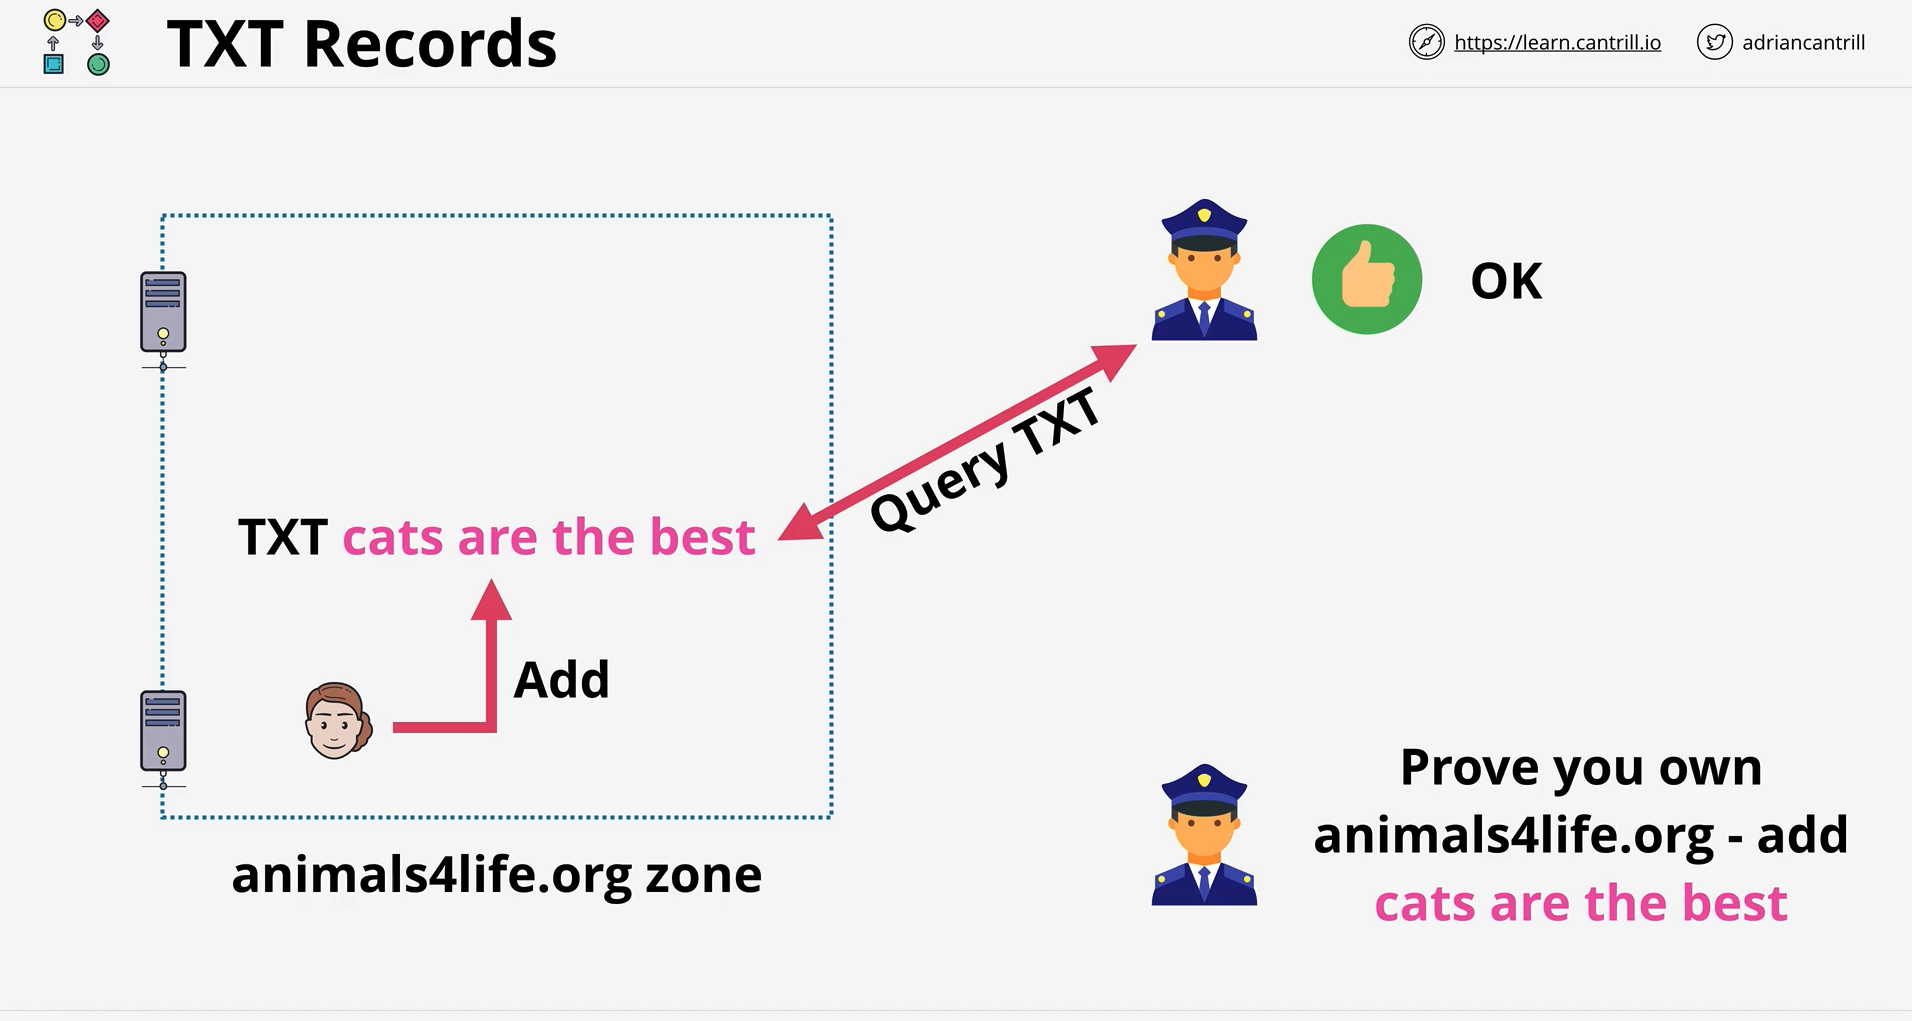 TXT Records
https://learn.cantrill.io
adriancantrill
OK
Query TXT
TXT cats are the best
Add
animals4life.org zone
Prove you own
animals4life.org - add
cats are the best